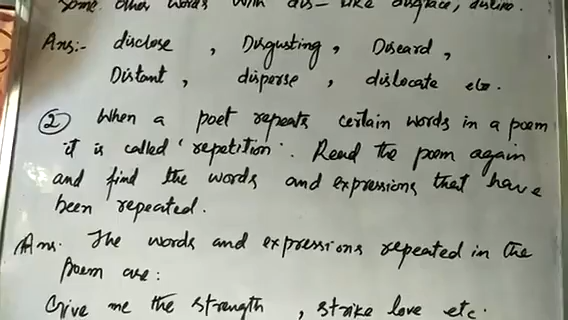 Some other words with dis- like disgrace,
Ans:- disclose , Disgusting , Discard ,
Distant , disperse , dislocate etc.
② When a poet repeats certain words in a poem
it is called 'repetition'. Read the poem again
and find the words and expressions that have
been repeated.
Ans. The words and expressions repeated in the
Poem are:
Give me the strength , strike love etc.